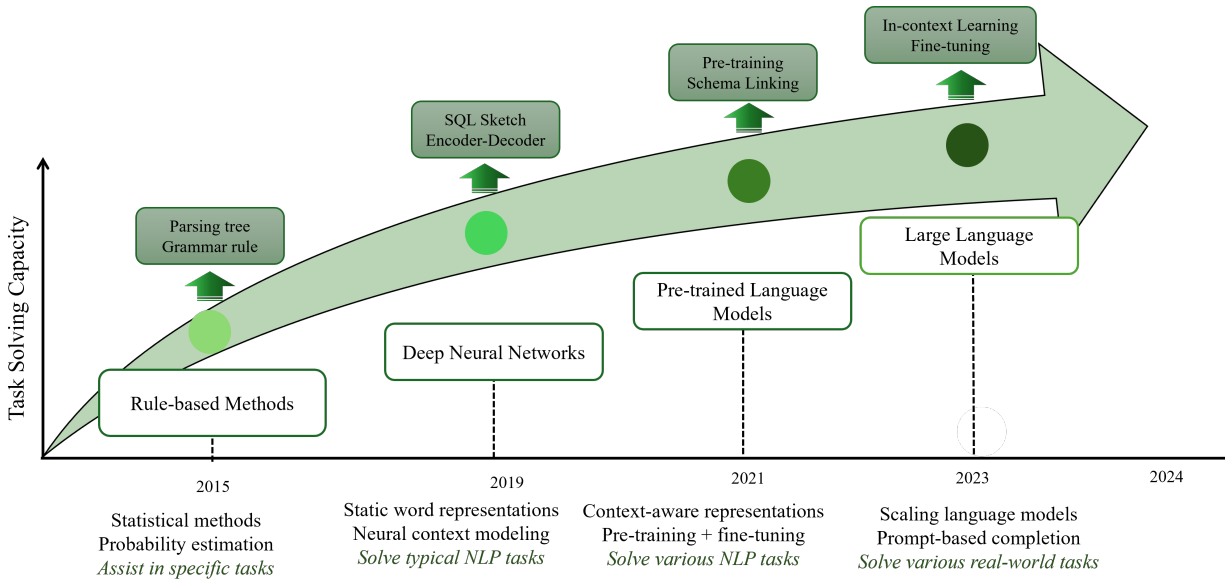 In-context Learning
Fine-tuning
Pre-training
Schema Linking
SQL Sketch
Encoder-Decoder
Parsing tree
Grammar rule
Task Solving Capacity
Large Language
Models
Pre-trained Language
Models
Deep Neural Networks
Rule-based Methods
2015
2019
2021
2023
2024
Statistical methods
Probability estimation
Assist in specific tasks
Static word representations
Neural context modeling
Solve typical NLP tasks
Context-aware representations
Pre-training + fine-tuning
Solve various NLP tasks
Scaling language models
Prompt-based completion
Solve various real-world tasks